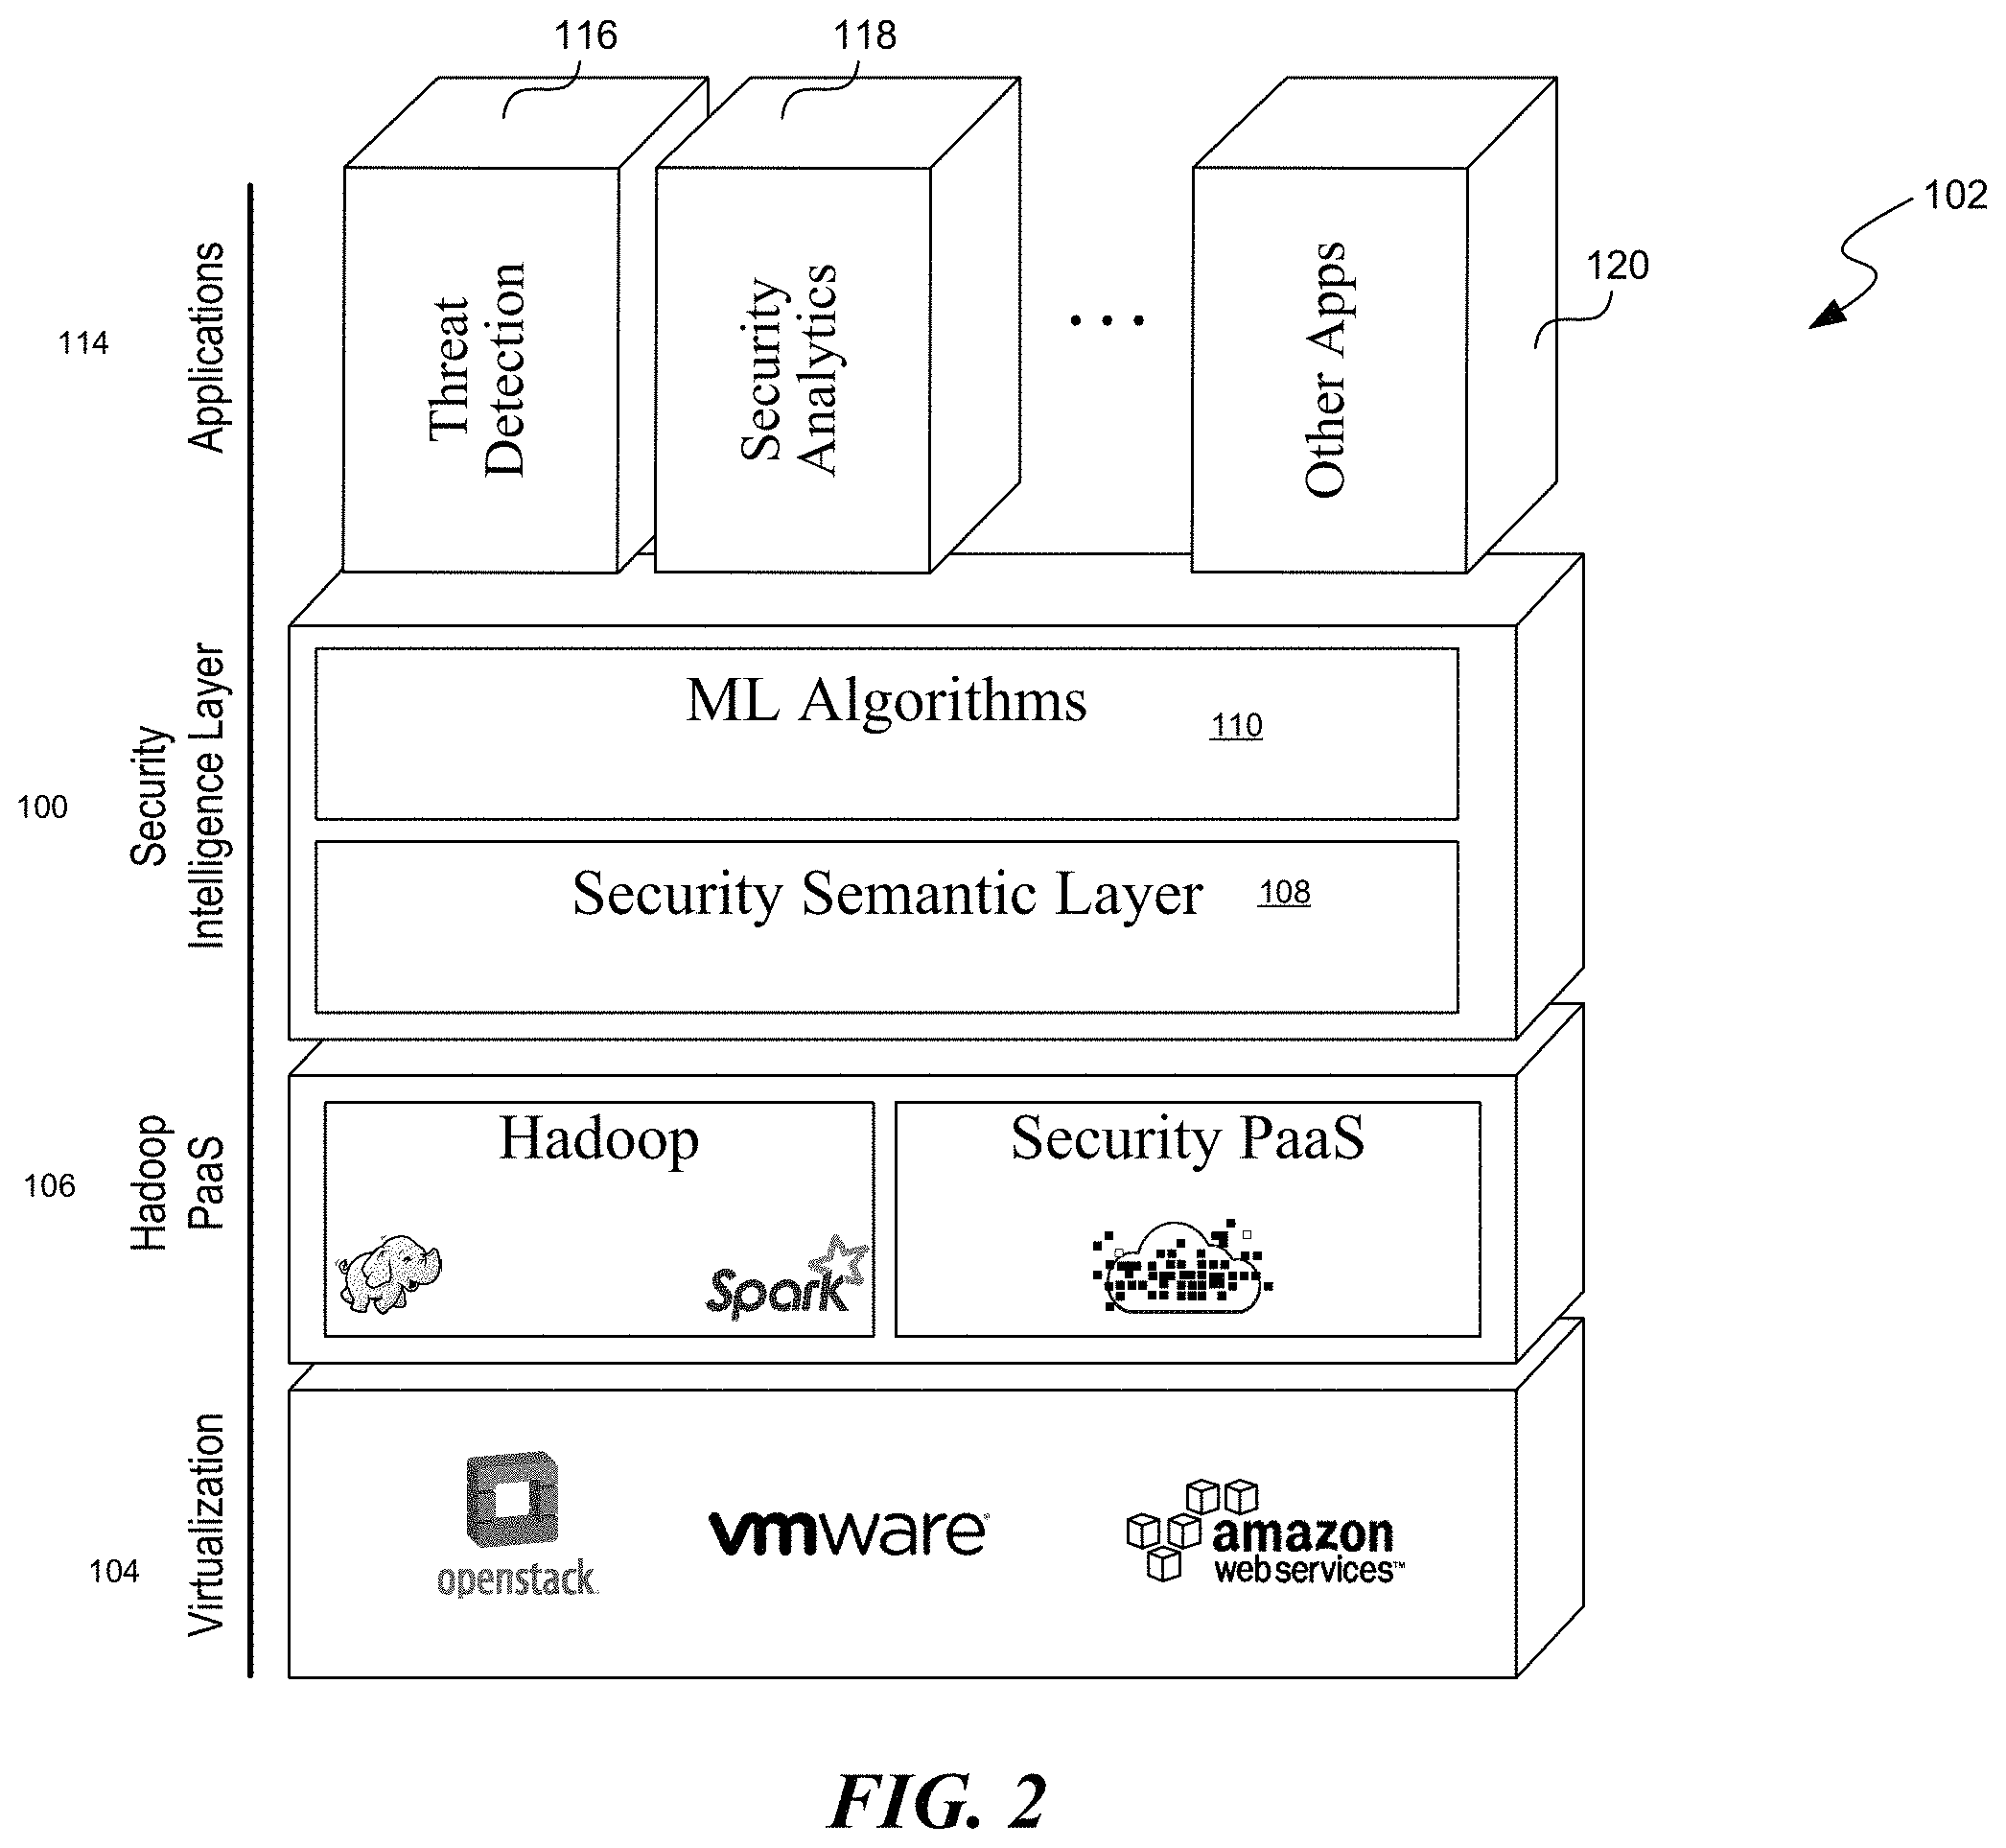 116
118
102
120
114
Applications
Threat
Detection
Security
Analytics
...
Other Apps
100
Security
Intelligence Layer
ML Algorithms
110
Security Semantic Layer
108
106
Hadoop
PaaS
Hadoop
Spark
Security PaaS
104
Virtualization
openstack
vmware®
amazon
web services™
FIG. 2